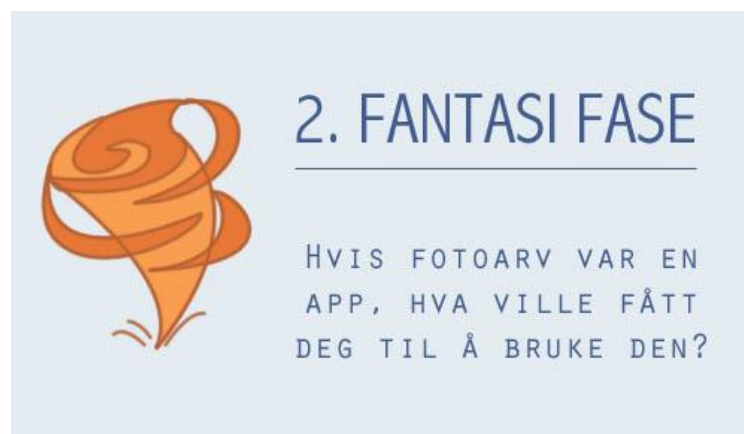 2. FANTASI FASE
HVIS FOTOARV VAR EN
APP, HVA VILLE FÅTT
DEG TIL Å BRUKE DEN?